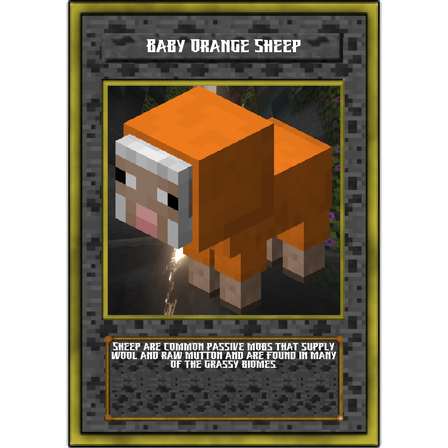 Baby Orange Sheep
Sheep are common passive mobs that supply
wool and raw mutton and are found in many
of the grassy biomes.